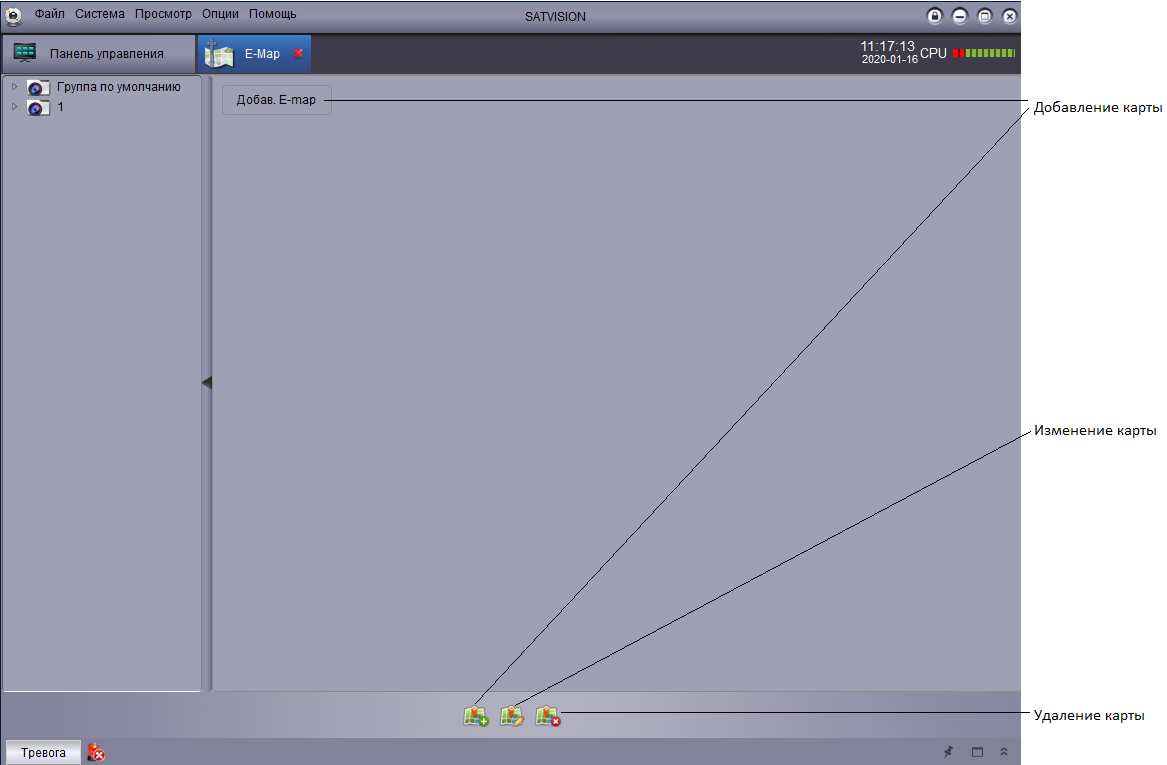 Файл Система Просмотр Опции Помощь
SATVISION
Панель управления
E-Map
11:17:13
2020-01-16
CPU
Группа по умолчанию
1
Добав. E-map
Добавление карты
Изменение карты
Удаление карты
Тревога